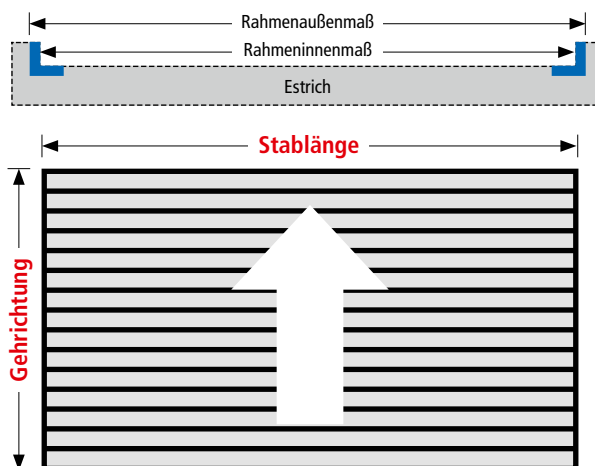 Rahmenaußenmaß
Rahmeninnenmaß
Estrich
Stablänge
Gehrichtung